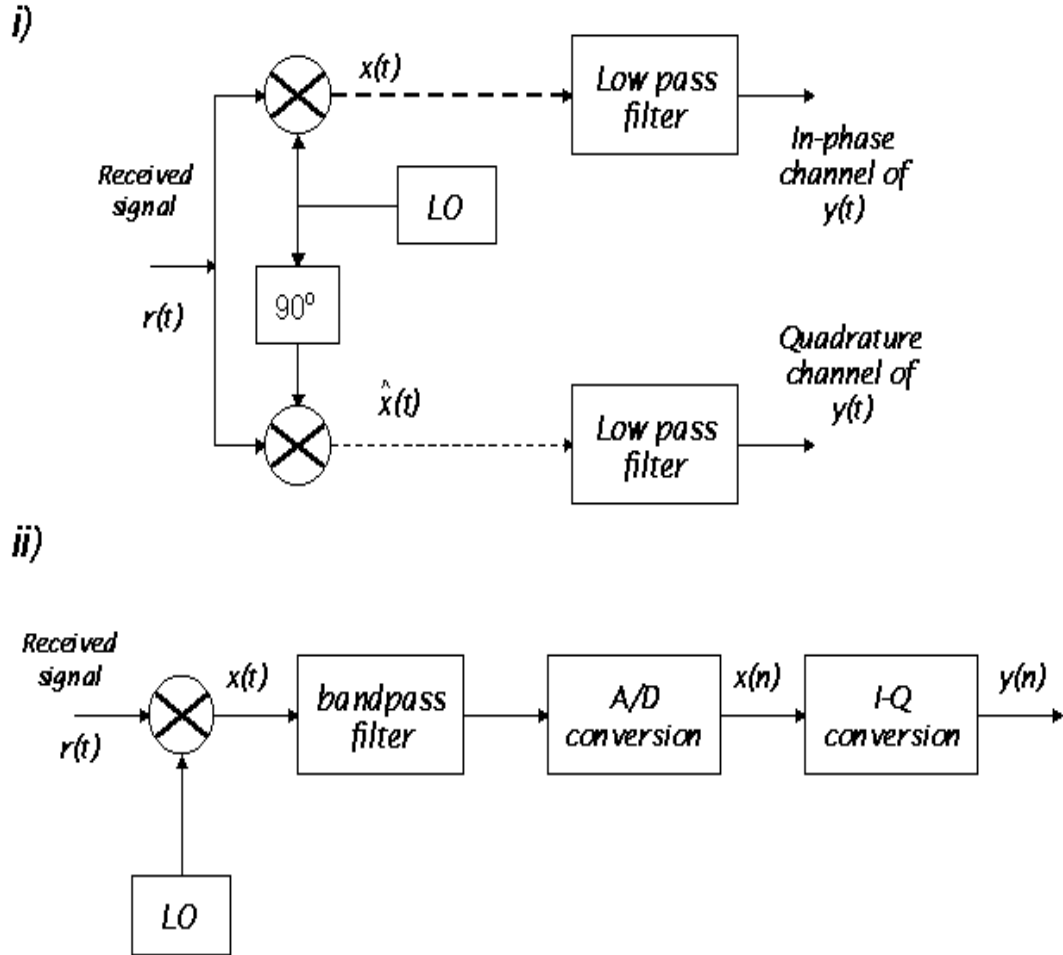 i)
x(t)
Low pass
filter
In-phase
channel of
y(t)
Received
signal
LO
r(t)
90º
Quadrature
channel of
y(t)
x̂(t)
Low pass
filter
ii)
Received
signal
r(t)
x(t)
bandpass
filter
A/D
conversion
x(n)
I-Q
conversion
y(n)
LO